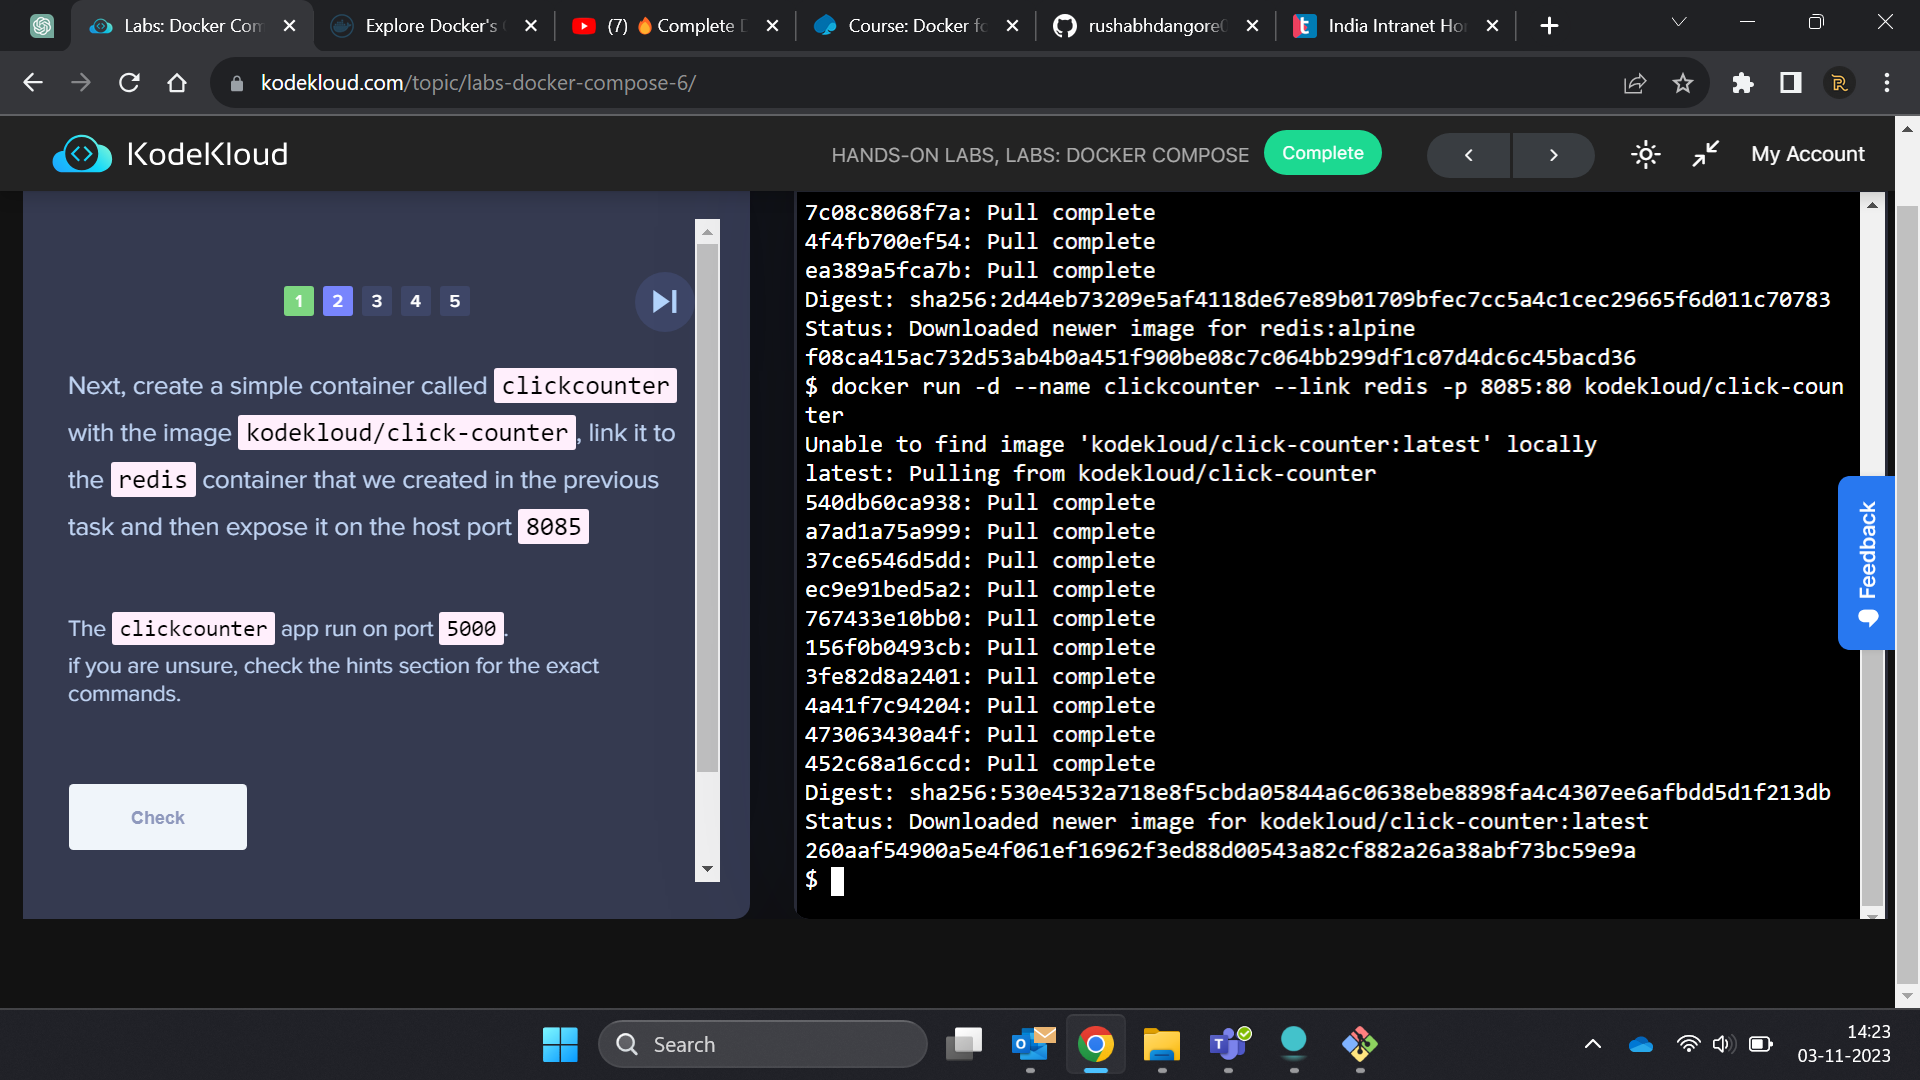 Labs: Docker Com
Explore Docker's
(7) 🔥 Complete D
Course: Docker fo
rushabhdangore0
India Intranet Ho
kodekloud.com/topic/labs-docker-compose-6/
KodeKloud
HANDS-ON LABS, LABS: DOCKER COMPOSE
Complete
My Account
1 2 3 4 5
Next, create a simple container called clickcounter
with the image kodekloud/click-counter, link it to
the redis container that we created in the previous
task and then expose it on the host port 8085
The clickcounter app run on port 5000.
if you are unsure, check the hints section for the exact
commands.
Check
7c08c8068f7a: Pull complete
4f4fb700ef54: Pull complete
ea389a5fca7b: Pull complete
Digest: sha256:2d44eb73209e5af4118de67e89b01709bfec7cc5a4c1cec29665f6d011c70783
Status: Downloaded newer image for redis:alpine
f08ca415ac732d53ab4b0a451f900be08c7c064bb299df1c07d4dc6c45bacd36
$ docker run -d --name clickcounter --link redis -p 8085:80 kodekloud/click-coun
ter
Unable to find image 'kodekloud/click-counter:latest' locally
latest: Pulling from kodekloud/click-counter
540db60ca938: Pull complete
a7ad1a75a999: Pull complete
37ce6546d5dd: Pull complete
ec9e91bed5a2: Pull complete
767433e10bb0: Pull complete
156f0b0493cb: Pull complete
3fe82d8a2401: Pull complete
4a41f7c94204: Pull complete
473063430a4f: Pull complete
452c68a16ccd: Pull complete
Digest: sha256:530e4532a718e8f5cbda05844a6c0638ebe8898fa4c4307ee6afbdd5d1f213db
Status: Downloaded newer image for kodekloud/click-counter:latest
260aaf54900a5e4f061ef16962f3ed88d00543a82cf882a26a38abf73bc59e9a
$
Feedback
Search
14:23
03-11-2023